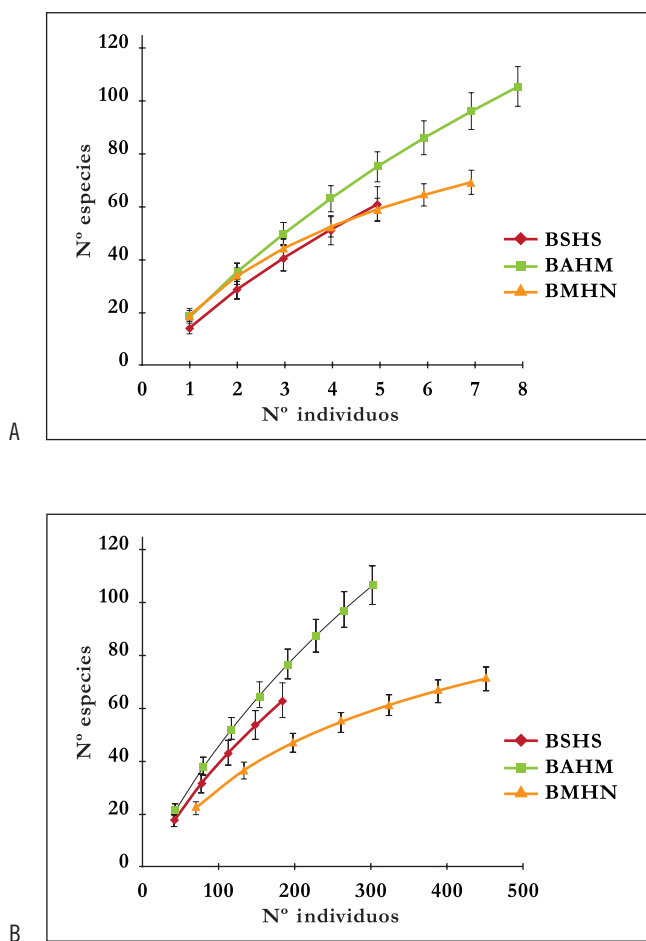 120
100
80
60
40
20
0
Nº especies
0 1 2 3 4 5 6 7 8
Nº individuos
BSHS
BAHM
BMHN
A
120
100
80
60
40
20
0
Nº especies
0 100 200 300 400 500
Nº individuos
BSHS
BAHM
BMHN
B